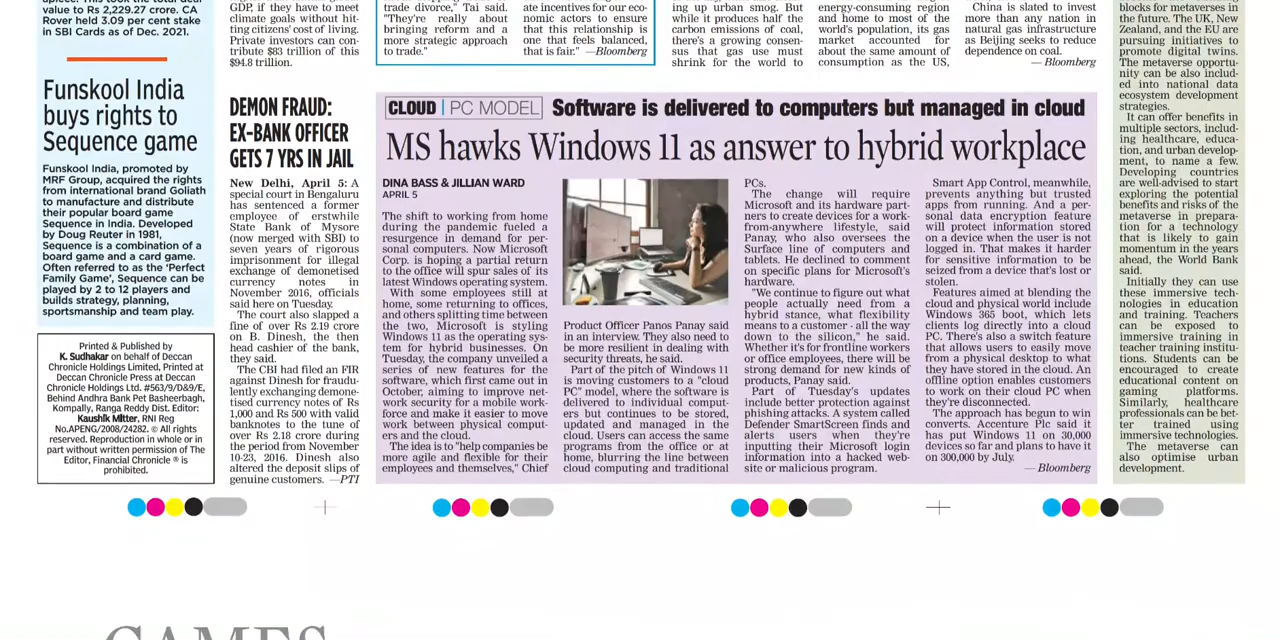 value to Rs 2,229.27 crore. CA
Rover held 3.09 per cent stake
in SBI Cards as of Dec. 2021.
Funskool India
buys rights to
Sequence game
Funskool India, promoted by
MRF Group, acquired the rights
from international brand Goliath
to manufacture and distribute
their popular board game
Sequence in India. Developed
by Doug Reuter in 1981,
Sequence is a combination of a
board game and a card game.
Often referred to as the ‘Perfect
Family Game’, Sequence can be
played by 2 to 12 players and
builds strategy, planning,
sportsmanship and team play.
Printed & Published by
K. Sudhakar on behalf of Deccan
Chronicle Holdings Limited, Printed at
Deccan Chronicle Press at Deccan
Chronicle Holdings Ltd. #563/9/D&9/E,
Behind Andhra Bank Pet Basheerbagh,
Kompally, Ranga Reddy Dist. Editor:
Kaushik Mitter, RNI Reg
No.APENG/2008/24282. ® All rights
reserved. Reproduction in whole or in
part without written permission of The
Editor, Financial Chronicle ® is
prohibited.
GDP, if they have to meet
climate goals without hit-
ting citizens' cost of living.
Private investors can con-
tribute $83 trillion of this
$94.8 trillion.
DEMON FRAUD:
EX-BANK OFFICER
GETS 7 YRS IN JAIL
New Delhi, April 5: A
special court in Bengaluru
has sentenced a former
employee of erstwhile
State Bank of Mysore
(now merged with SBI) to
seven years of rigorous
imprisonment for illegal
exchange of demonetised
currency notes in
November 2016, officials
said here on Tuesday.
The court also slapped a
fine of over Rs 2.19 crore
on B. Dinesh, the then
head cashier of the bank,
they said.
The CBI had filed an FIR
against Dinesh for fraudu-
lently exchanging demone-
tised currency notes of Rs
1,000 and Rs 500 with valid
banknotes to the tune of
over Rs 2.18 crore during
the period from November
10-23, 2016. Dinesh also
altered the deposit slips of
genuine customers. —PTI
trade divorce," Tai said.
"They're really about
bringing reform and a
more strategic approach
to trade."
ate incentives for our eco-
nomic actors to ensure
that this relationship is
one that feels balanced,
that is fair." —Bloomberg
ing up urban smog. But
while it produces half the
carbon emissions of coal,
there's a growing consen-
sus that gas use must
shrink for the world to
energy-consuming region
and home to most of the
world's population, its gas
market accounted for
about the same amount of
consumption as the US,
China is slated to invest
more than any nation in
natural gas infrastructure
as Beijing seeks to reduce
dependence on coal.
— Bloomberg
CLOUD | PC MODEL Software is delivered to computers but managed in cloud
MS hawks Windows 11 as answer to hybrid workplace
DINA BASS & JILLIAN WARD
APRIL 5
The shift to working from home
during the pandemic fueled a
resurgence in demand for per-
sonal computers. Now Microsoft
Corp. is hoping a partial return
to the office will spur sales of its
latest Windows operating system.
With some employees still at
home, some returning to offices,
and others splitting time between
the two, Microsoft is styling
Windows 11 as the operating sys-
tem for hybrid businesses. On
Tuesday, the company unveiled a
series of new features for the
software, which first came out in
October, aiming to improve net-
work security for a mobile work-
force and make it easier to move
work between physical comput-
ers and the cloud.
The idea is to "help companies be
more agile and flexible for their
employees and themselves," Chief
Product Officer Panos Panay said
in an interview. They also need to
be more resilient in dealing with
security threats, he said.
Part of the pitch of Windows 11
is moving customers to a "cloud
PC" model, where the software is
delivered to individual comput-
ers but continues to be stored,
updated and managed in the
cloud. Users can access the same
programs from the office or at
home, blurring the line between
cloud computing and traditional
PCs.
The change will require
Microsoft and its hardware part-
ners to create devices for a work-
from-anywhere lifestyle, said
Panay, who also oversees the
Surface line of computers and
tablets. He declined to comment
on specific plans for Microsoft's
hardware.
"We continue to figure out what
people actually need from a
hybrid stance, what flexibility
means to a customer - all the way
down to the silicon," he said.
Whether it's for frontline workers
or office employees, there will be
strong demand for new kinds of
products, Panay said.
Part of Tuesday's updates
include better protection against
phishing attacks. A system called
Defender SmartScreen finds and
alerts users when they're
inputting their Microsoft login
information into a hacked web-
site or malicious program.
Smart App Control, meanwhile,
prevents anything but trusted
apps from running. And a per-
sonal data encryption feature
will protect information stored
on a device when the user is not
logged in. That makes it harder
for sensitive information to be
seized from a device that's lost or
stolen.
Features aimed at blending the
cloud and physical world include
Windows 365 boot, which lets
clients log directly into a cloud
PC. There's also a switch feature
that allows users to easily move
from a physical desktop to what
they have stored in the cloud. An
offline option enables customers
to work on their cloud PC when
they're disconnected.
The approach has begun to win
converts. Accenture Plc said it
has put Windows 11 on 30,000
devices so far and plans to have it
on 300,000 by July.
— Bloomberg
blocks for metaverses in
the future. The UK, New
Zealand, and the EU are
pursuing initiatives to
promote digital twins.
The metaverse opportu-
nity can be also includ-
ed into national data
ecosystem development
strategies.
It can offer benefits in
multiple sectors, includ-
ing healthcare, educa-
tion, and urban develop-
ment, to name a few.
Developing countries
are well-advised to start
exploring the potential
benefits and risks of the
metaverse in prepara-
tion for a technology
that is likely to gain
momentum in the years
ahead, the World Bank
said.
Initially they can use
these immersive tech-
nologies in education
and training. Teachers
can be exposed to
immersive training in
teacher training institu-
tions. Students can be
encouraged to create
educational content on
gaming platforms.
Similarly, healthcare
professionals can be bet-
ter trained using
immersive technologies.
The metaverse can
also optimise urban
development.
GAMES